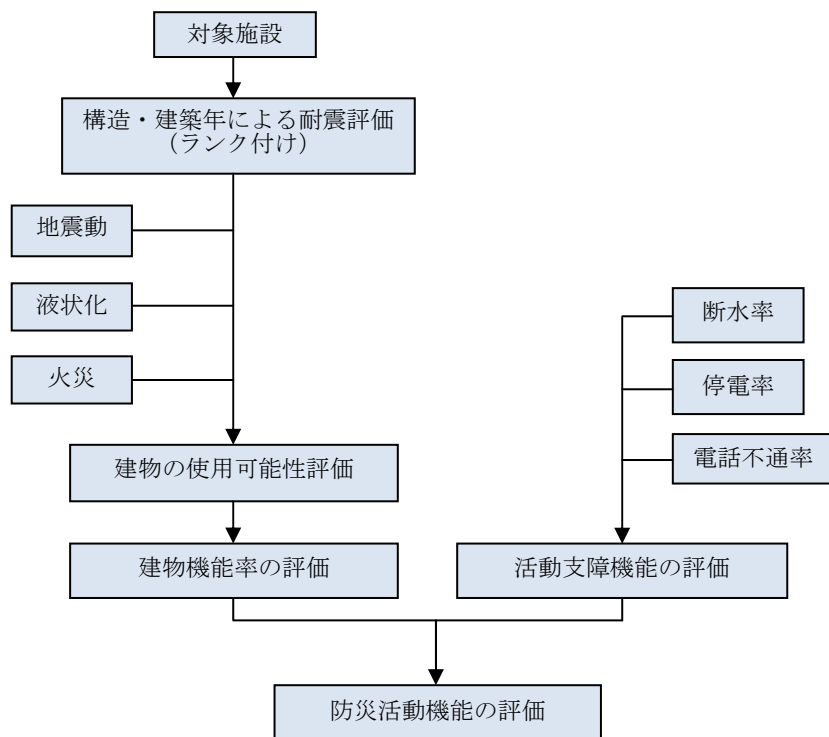 対象施設
構造・建築年による耐震評価
（ランク付け）
地震動
液状化
火災
断水率
停電率
電話不通率
建物の使用可能性評価
建物機能率の評価
活動支障機能の評価
防災活動機能の評価